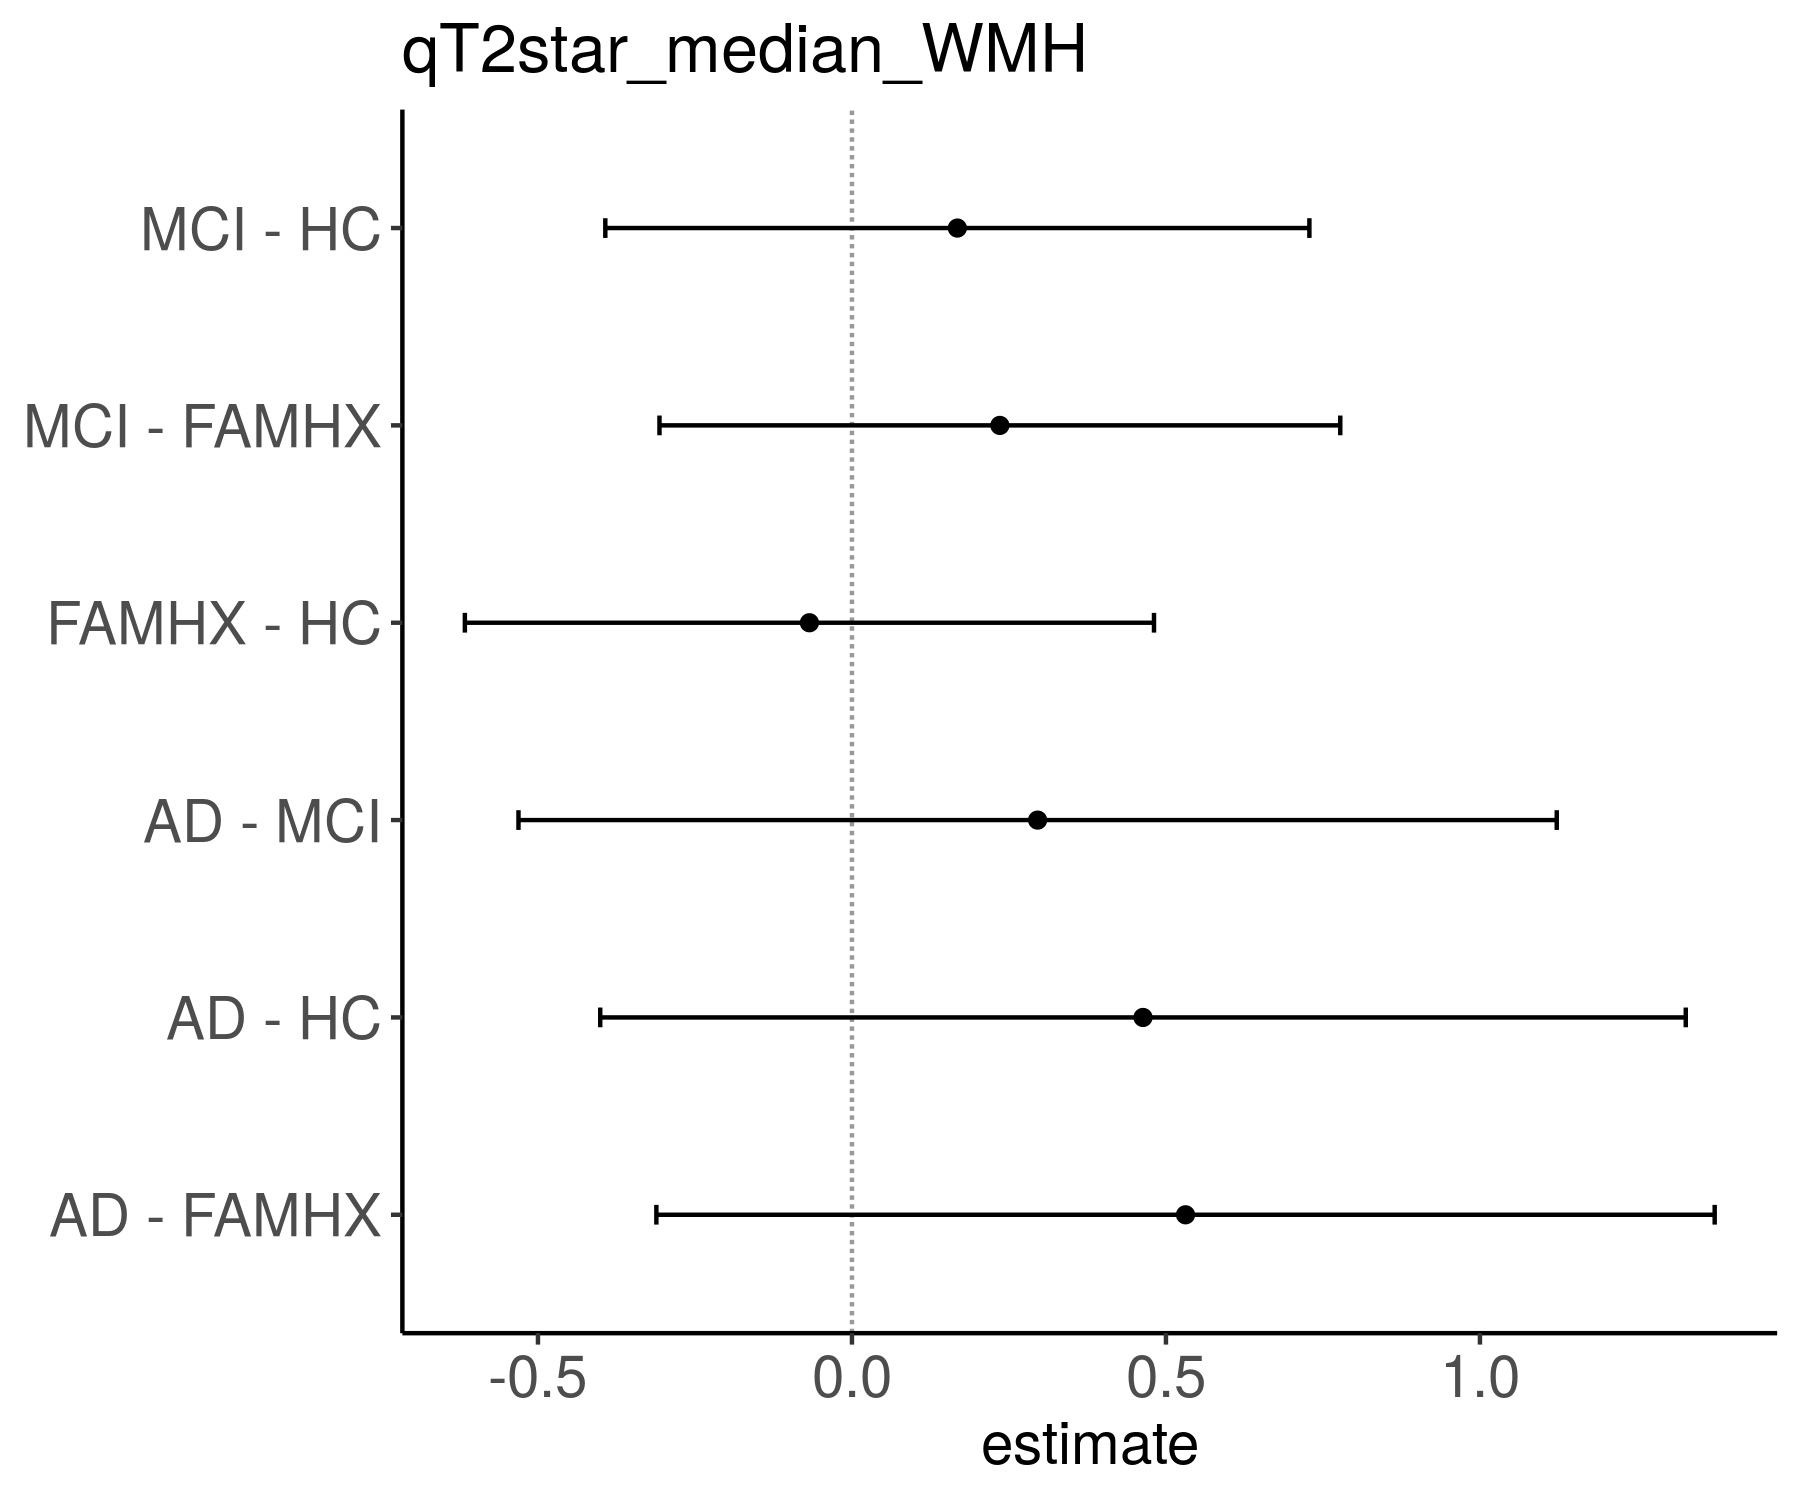 qT2star_median_WMH
MCI - HC
MCI - FAMHX
FAMHX - HC
AD - MCI
AD - HC
AD - FAMHX
-0.5 0.0 0.5 1.0
estimate